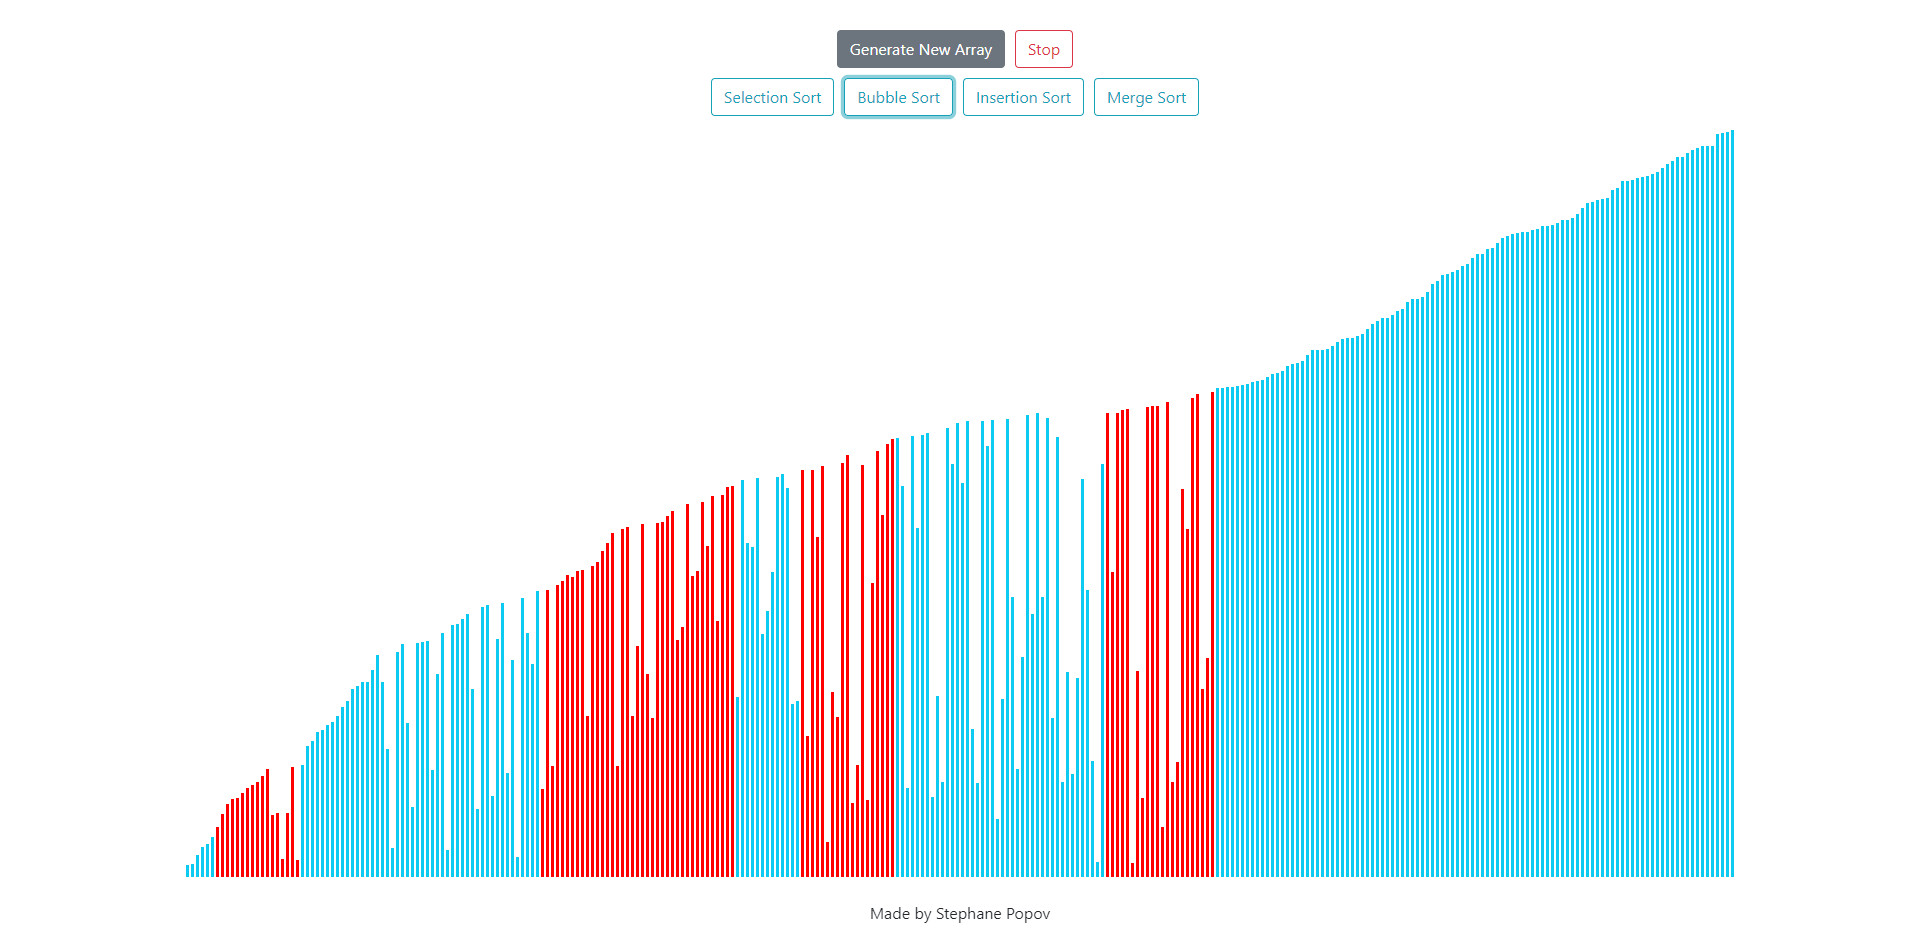 Generate New Array Stop
Selection Sort Bubble Sort Insertion Sort Merge Sort
Made by Stephane Popov